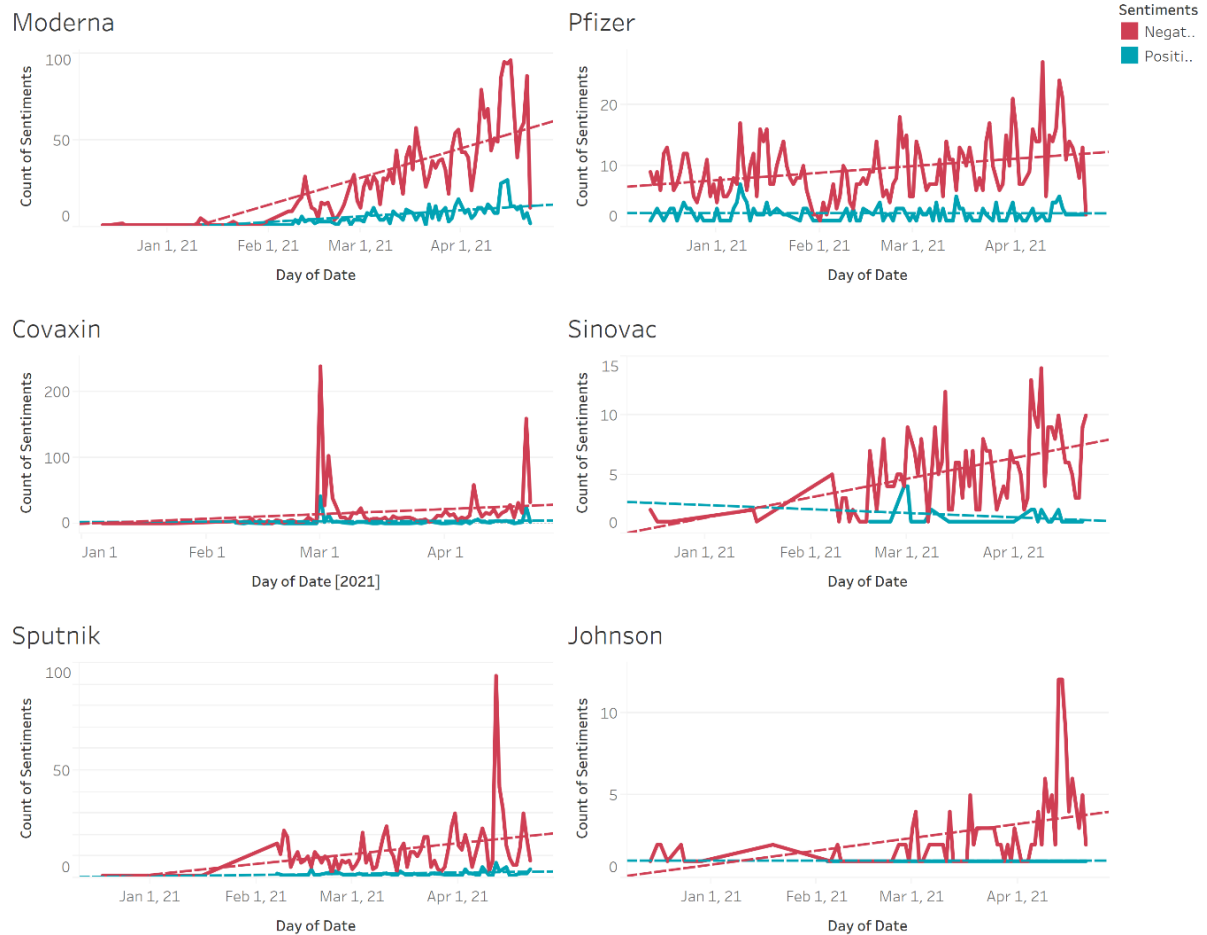 Moderna
Pfizer
Sentiments
Negat..
Positi..
Count of Sentiments
100
50
0
Jan 1, 21
Feb 1, 21
Mar 1, 21
Apr 1, 21
Day of Date
Count of Sentiments
20
10
0
Jan 1, 21
Feb 1, 21
Mar 1, 21
Apr 1, 21
Day of Date
Covaxin
Sinovac
Count of Sentiments
200
100
0
Jan 1
Feb 1
Mar 1
Apr 1
Day of Date [2021]
Count of Sentiments
15
10
5
0
Jan 1, 21
Feb 1, 21
Mar 1, 21
Apr 1, 21
Day of Date
Sputnik
Johnson
Count of Sentiments
100
50
0
Jan 1, 21
Feb 1, 21
Mar 1, 21
Apr 1, 21
Day of Date
Count of Sentiments
10
5
0
Jan 1, 21
Feb 1, 21
Mar 1, 21
Apr 1, 21
Day of Date